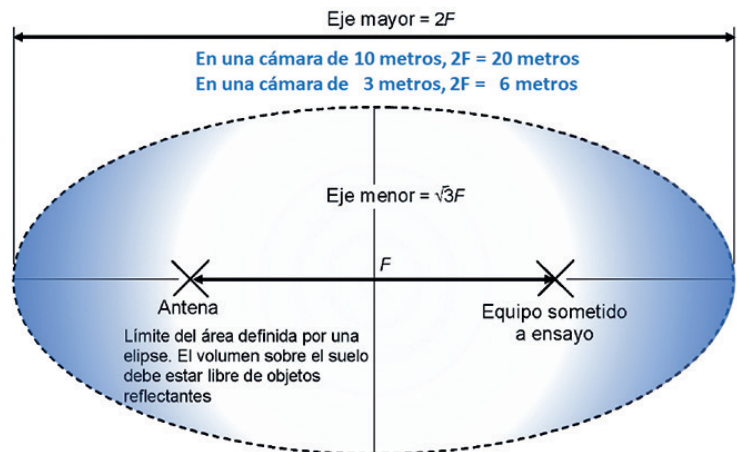 Eje mayor = 2F
En una cámara de 10 metros, 2F = 20 metros
En una cámara de 3 metros, 2F = 6 metros
Eje menor = √3F
F
Antena
Equipo sometido
a ensayo
Límite del área definida por una
elipse. El volumen sobre el suelo
debe estar libre de objetos
reflectantes